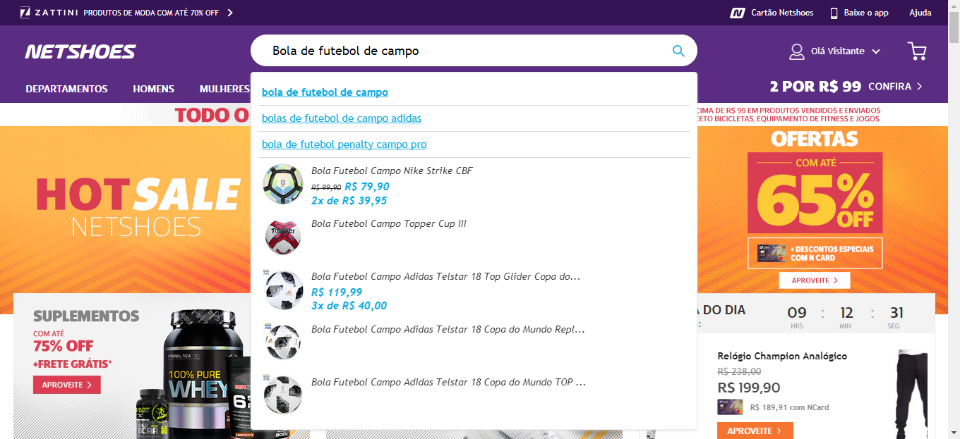 ZATTINI PRODUTOS DE MODA COM ATÉ 70% OFF
Cartão Netshoes
Baixe o app
Ajuda
NETSHOES
Bola de futebol de campo
Olá Visitante
DEPARTAMENTOS
HOMENS
MULHERES
2 POR R$ 99 CONFIRA
bola de futebol de campo
bolas de futebol de campo adidas
bola de futebol penalty campo pro
Bola Futebol Campo Nike Strike CBF
R$ 99,90 R$ 79,90
2x de R$ 39,95
Bola Futebol Campo Topper Cup III
Bola Futebol Campo Adidas Telstar 18 Top Glider Copa do...
R$ 119,99
3x de R$ 40,00
Bola Futebol Campo Adidas Telstar 18 Copa do Mundo Repl...
Bola Futebol Campo Adidas Telstar 18 Copa do Mundo TOP ...
TODO O
CIMA DE R$ 99 EM PRODUTOS VENDIDOS E ENVIADOS
CETO BICICLETAS, EQUIPAMENTO DE FITNESS E JOGOS.
HOT SALE
NETSHOES
OFERTAS
COM ATÉ
65% OFF
+ DESCONTOS ESPECIAIS
COM N CARD
APROVEITE
SUPLEMENTOS
COM ATÉ
75% OFF
+FRETE GRÁTIS*
APROVEITE
100% PURE
WHEY
A DO DIA
:
09 : 12 : 31
HRS MIN SEG
Relógio Champion Analógico
R$ 238,00
R$ 199,90
R$ 189,91 com NCard
APROVEITE